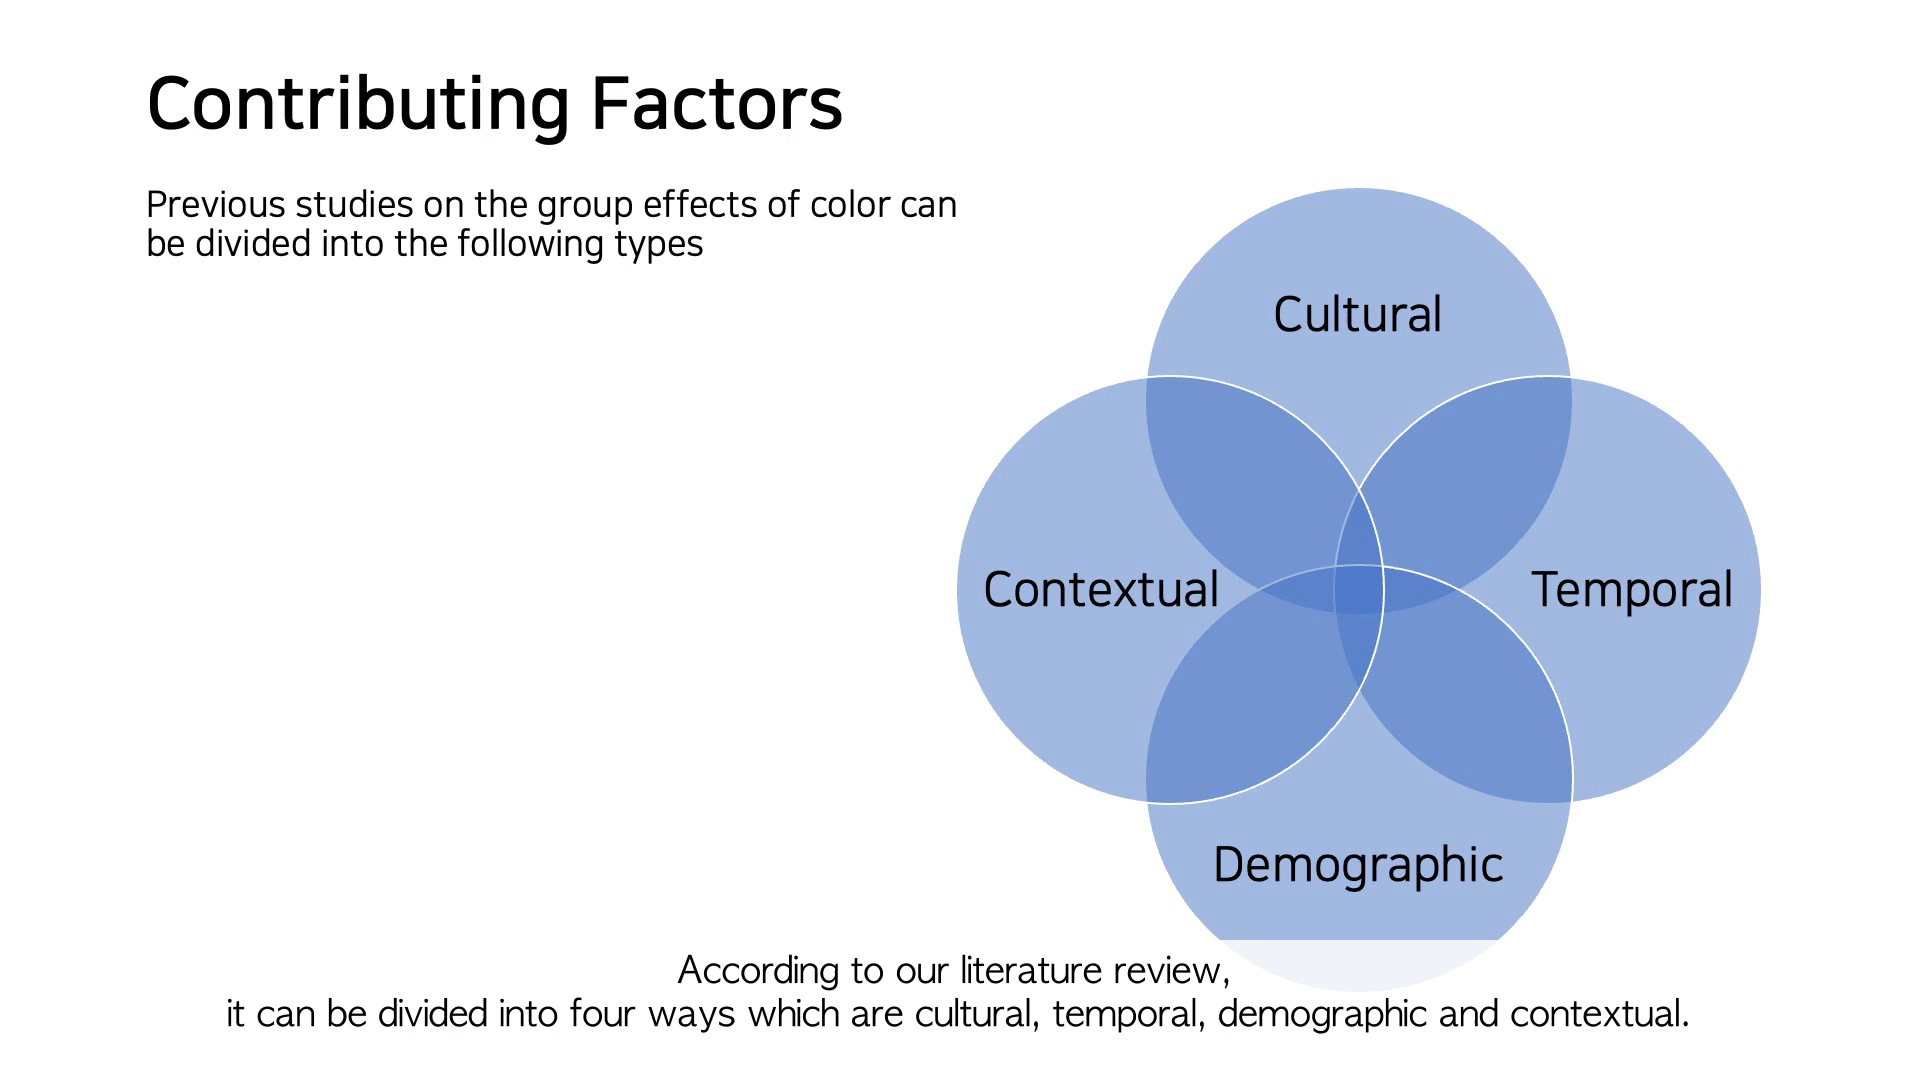 Contributing Factors
Previous studies on the group effects of color can
be divided into the following types
Cultural
Contextual
Temporal
Demographic
According to our literature review,
it can be divided into four ways which are cultural, temporal, demographic and contextual.